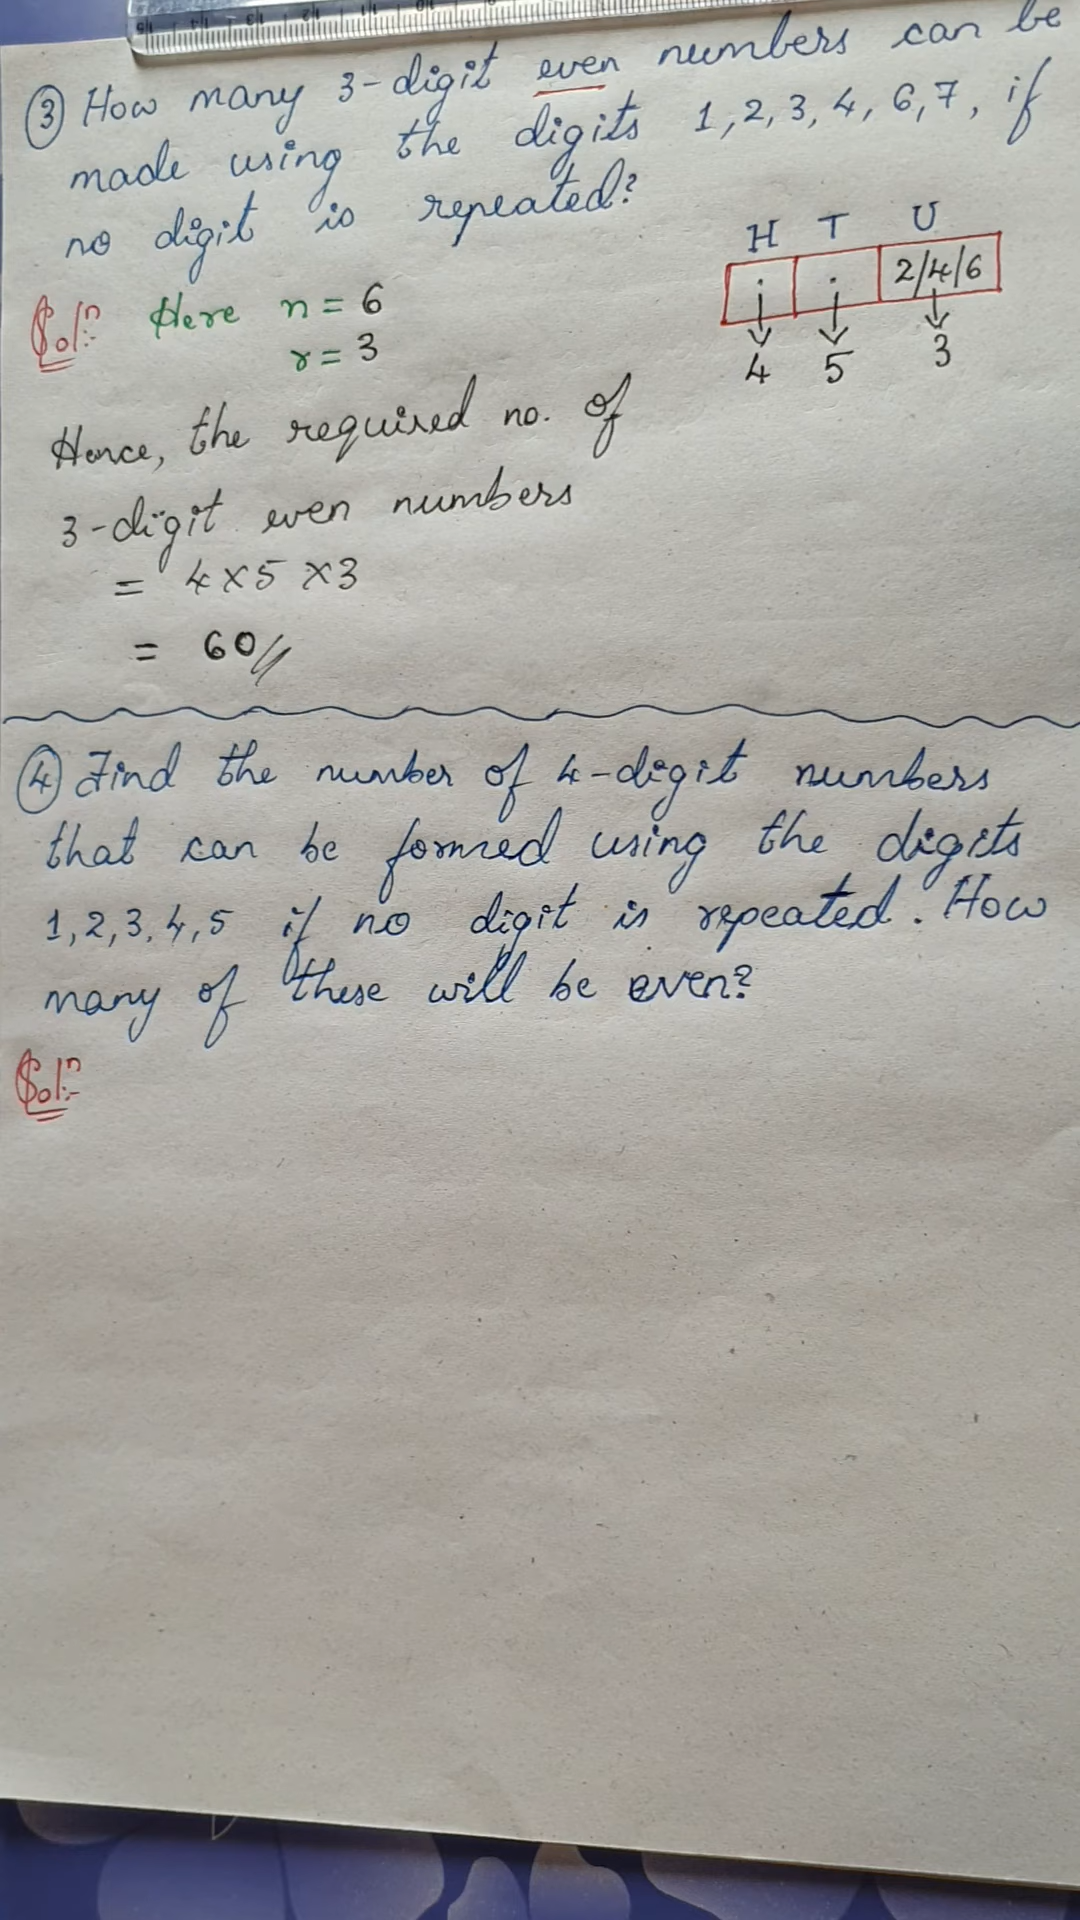 ③ How many 3-digit even numbers can be
made using the digits 1, 2, 3, 4, 6, 7, if
no digit is repeated?
H T U
. . 2/4/6
4 5 3
Solⁿ:- Here n = 6
r = 3
Hence, the required no. of
3-digit even numbers
= 4 × 5 × 3
= 60//
④ Find the number of 4-digit numbers
that can be formed using the digits
1, 2, 3, 4, 5 if no digit is repeated. How
many of these will be even?
Solⁿ:-